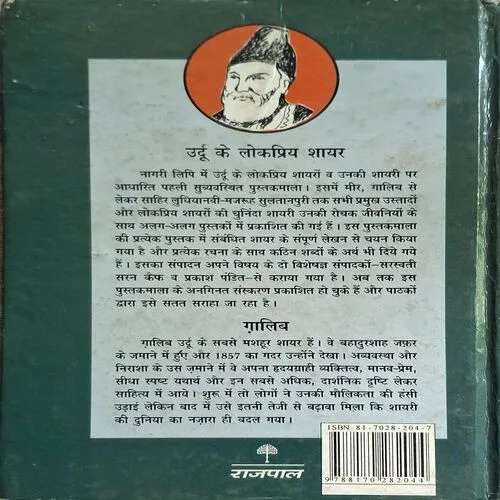 उर्दू के लोकप्रिय शायर
नागरी लिपि में उर्दू के लोकप्रिय शायरों व उनकी शायरी पर
आधारित पहली सुव्यवस्थित पुस्तकमाला। इसमें मीर, ग़ालिब से
लेकर साहिर लुधियानवी-मजरूह सुलतानपुरी तक सभी प्रमुख उस्तादों
और लोकप्रिय शायरों की चुनिंदा शायरी उनकी रोचक जीवनियों के
साथ अलग-अलग पुस्तकों में प्रकाशित की गई हैं। इस पुस्तकमाला
की प्रत्येक पुस्तक में संबंधित शायर के संपूर्ण लेखन से चयन किया
गया है और प्रत्येक रचना के साथ कठिन शब्दों के अर्थ भी दिये गये
हैं। इसका संपादन अपने विषय के दो विशेषज्ञ संपादकों-सरस्वती
सरन कैफ व प्रकाश पंडित-से कराया गया है। अब तक इस
पुस्तकमाला के अनगिनत संस्करण प्रकाशित हो चुके हैं और पाठकों
द्वारा इसे सतत सराहा जा रहा है।
ग़ालिब
ग़ालिब उर्दू के सबसे मशहूर शायर हैं। वे बहादुरशाह जफ़र
के जमाने में हुए और 1857 का गदर उन्होंने देखा। अव्यवस्था और
निराशा के उस ज़माने में वे अपना हृदयग्राही व्यक्तित्व, मानव-प्रेम,
सीधा स्पष्ट यथार्थ और इन सबसे अधिक, दार्शनिक दृष्टि लेकर
साहित्य में आये। शुरू में तो लोगों ने उनकी मौलिकता की हंसी
उड़ाई लेकिन बाद में उसे इतनी तेजी से बढ़ावा मिला कि शायरी
की दुनिया का नज़ारा ही बदल गया।
ISBN 81-7028-204-7
9 788170 282044
राजपाल